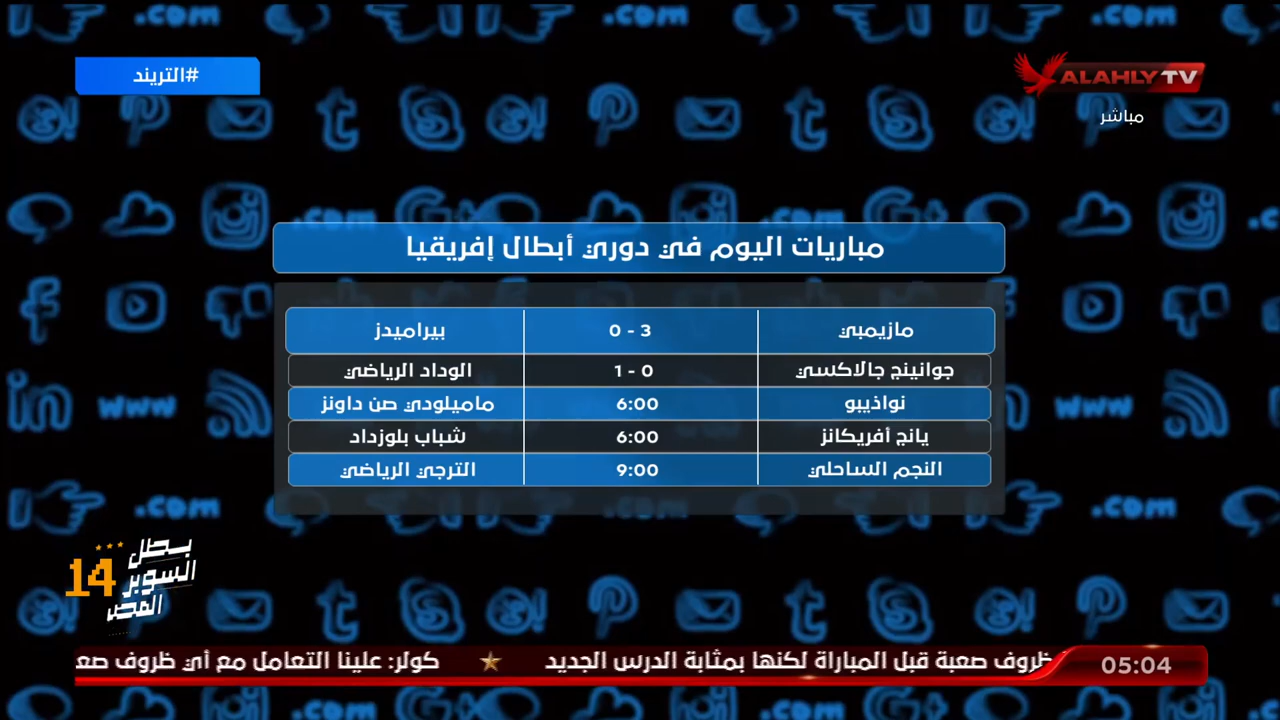 #التريند
ALAHLY TV
مباشر
مباريات اليوم في دوري أبطال إفريقيا
مازيمبي 3 - 0 بيراميدز
جوانينج جالاكسي 0 - 1 الوداد الرياضي
نواذيبو 6:00 ماميلودي صن داونز
يانج أفريكانز 6:00 شباب بلوزداد
النجم الساحلي 9:00 الترجي الرياضي
بطل
السوبر 14
المصر
ظروف صعبة قبل المباراة لكنها بمثابة الدرس الجديد ★ كولر: علينا التعامل مع أي ظروف صع
05:04